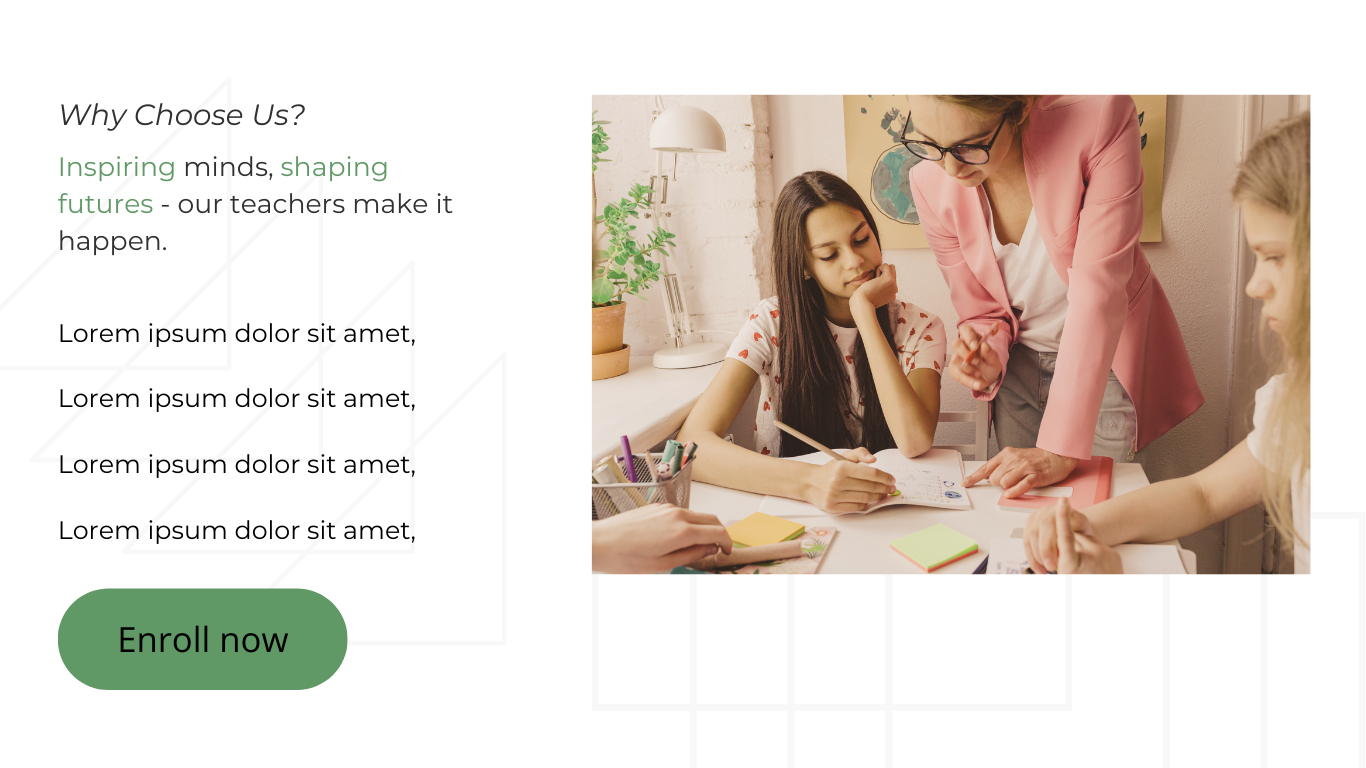 Why Choose Us?
Inspiring minds, shaping
futures - our teachers make it
happen.
Lorem ipsum dolor sit amet,
Lorem ipsum dolor sit amet,
Lorem ipsum dolor sit amet,
Lorem ipsum dolor sit amet,
Enroll now